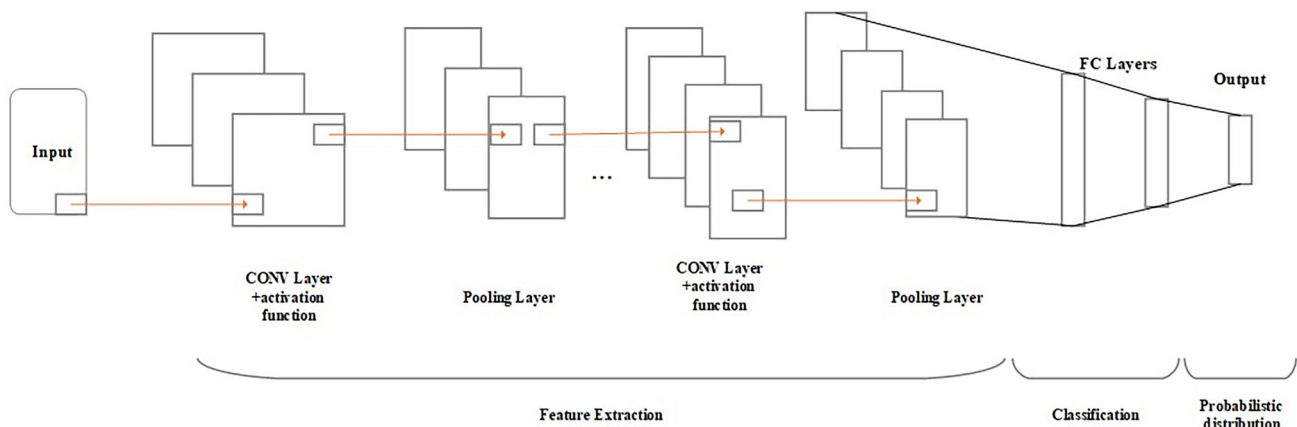 FC Layers
Output
Input
...
CONV Layer
+activation
function
Pooling Layer
CONV Layer
+activation
function
Pooling Layer
Feature Extraction
Classification
Probabilistic
distribution